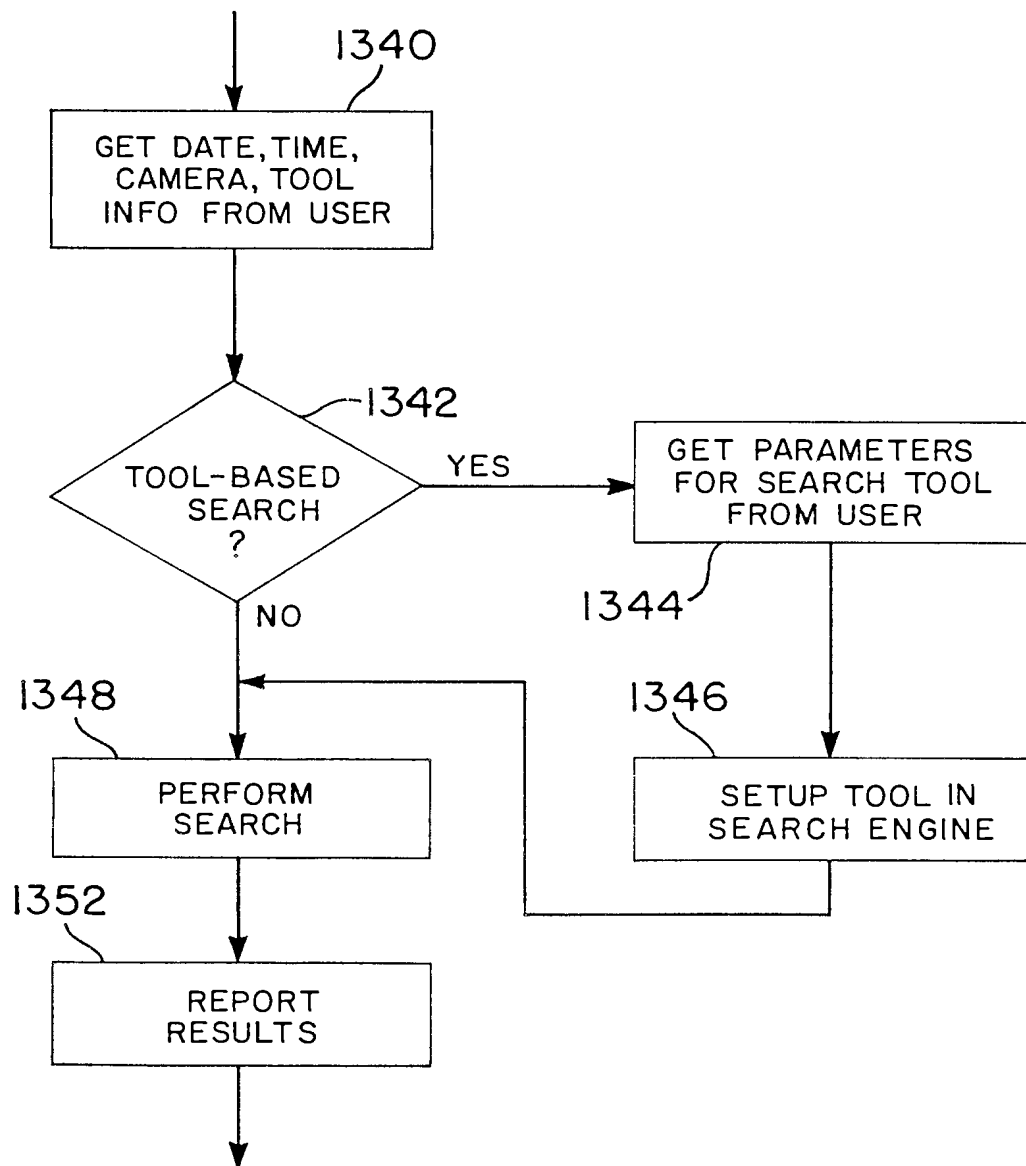 1340
GET DATE, TIME,
CAMERA, TOOL
INFO FROM USER
1342
TOOL-BASED
SEARCH
?
YES
NO
GET PARAMETERS
FOR SEARCH TOOL
FROM USER
1344
1346
SETUP TOOL IN
SEARCH ENGINE
1348
PERFORM
SEARCH
1352
REPORT
RESULTS